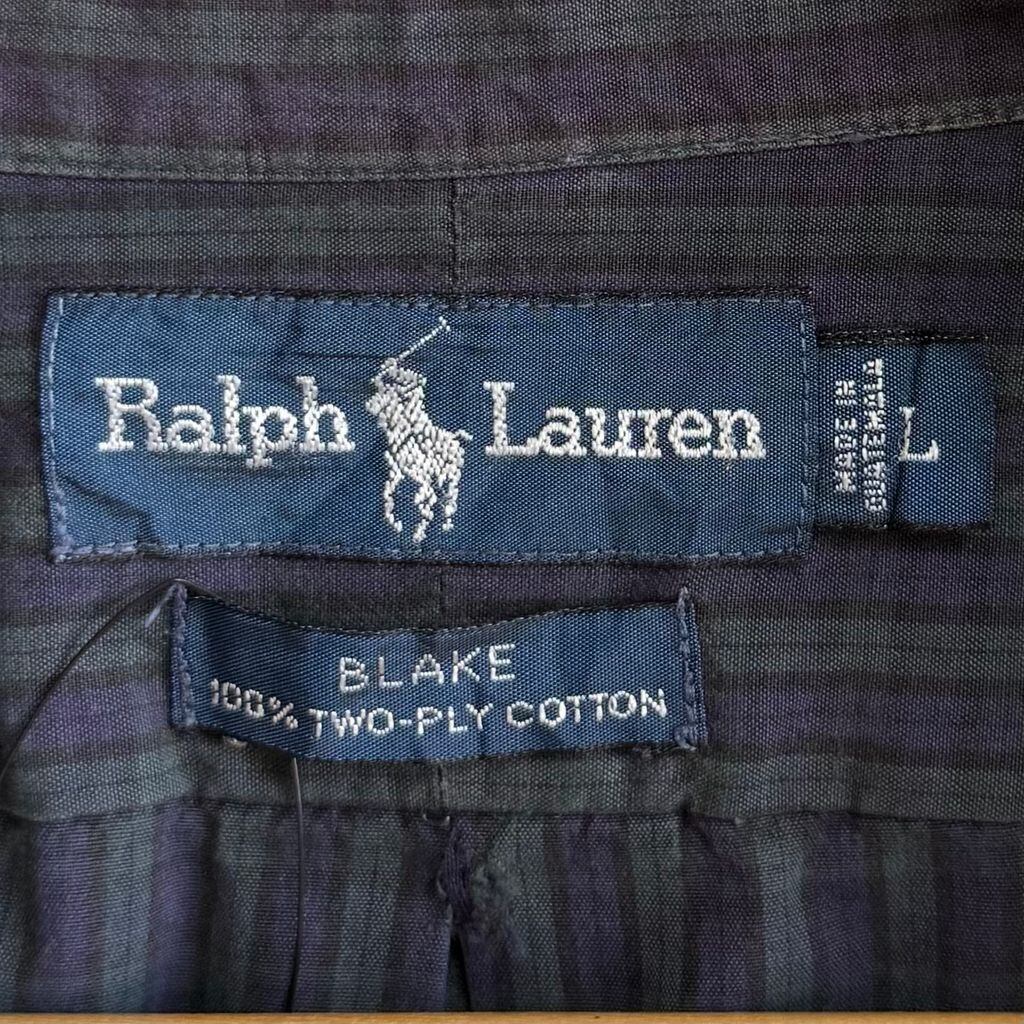 Ralph Lauren
MADE IN
GUATEMALA
L
BLAKE
100% TWO-PLY COTTON